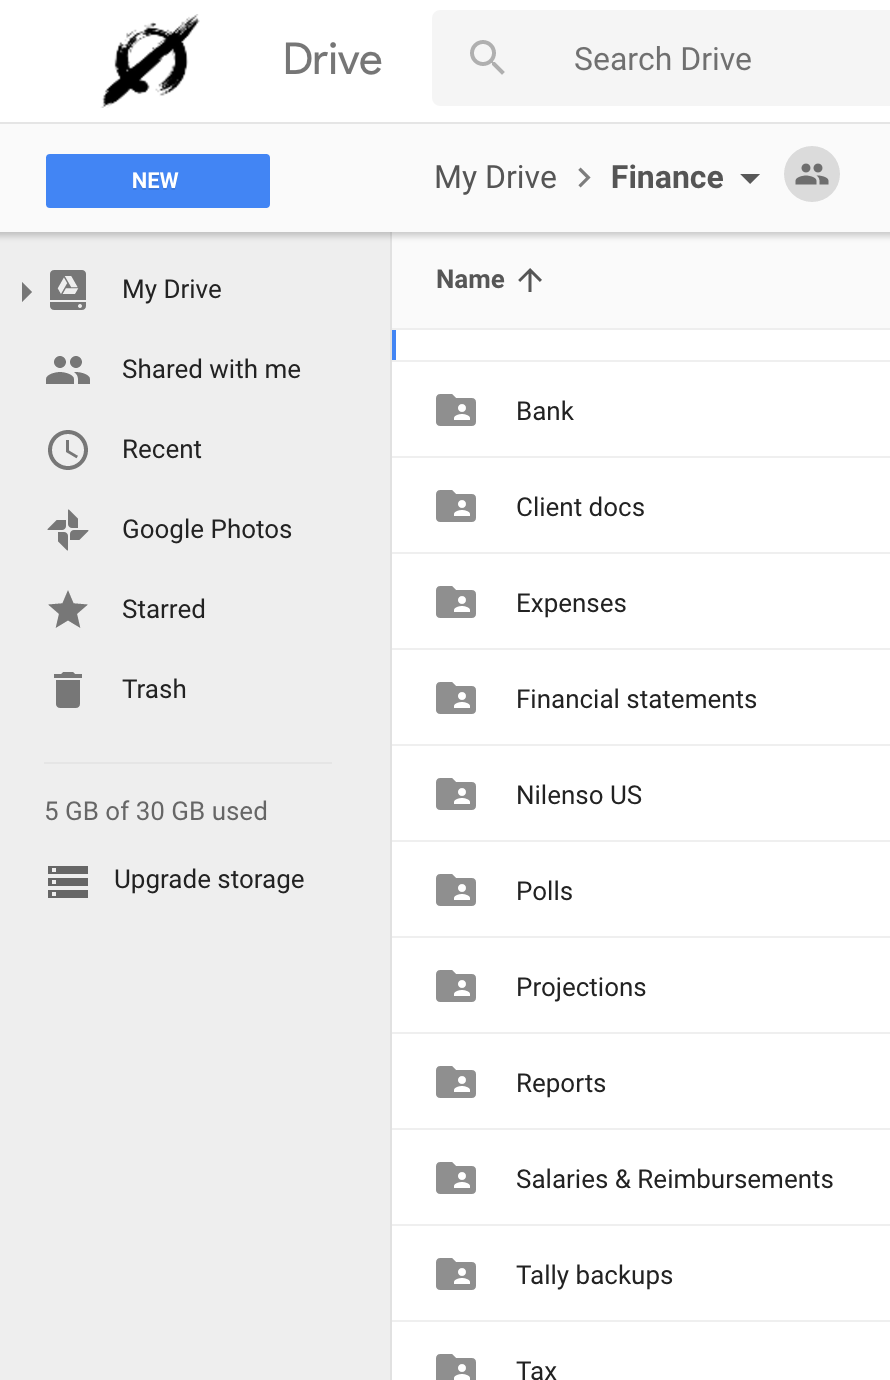 Drive
Search Drive
NEW
My Drive > Finance
My Drive
Shared with me
Recent
Google Photos
Starred
Trash
5 GB of 30 GB used
Upgrade storage
Name
Bank
Client docs
Expenses
Financial statements
Nilenso US
Polls
Projections
Reports
Salaries & Reimbursements
Tally backups
Tax